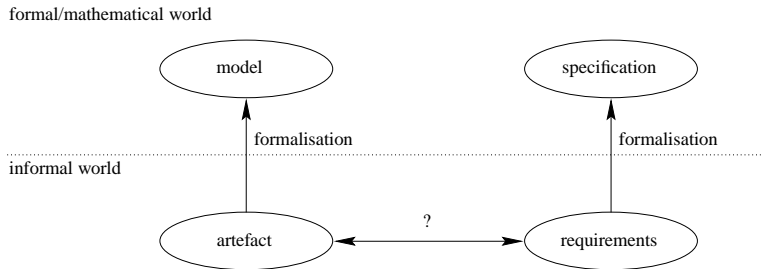 formal/mathematical world
model
specification
formalisation
formalisation
informal world
?
artefact
requirements